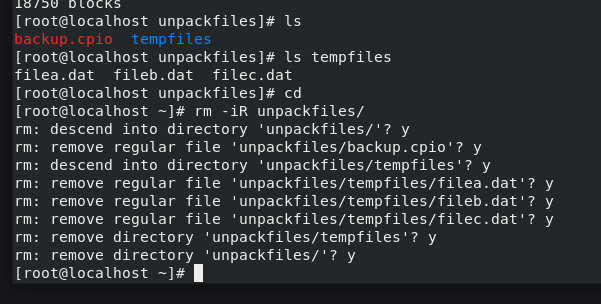 18750 blocks
[root@localhost unpackfiles]# ls
backup.cpio  tempfiles
[root@localhost unpackfiles]# ls tempfiles
filea.dat  fileb.dat  filec.dat
[root@localhost unpackfiles]# cd
[root@localhost ~]# rm -iR unpackfiles/
rm: descend into directory 'unpackfiles/'? y
rm: remove regular file 'unpackfiles/backup.cpio'? y
rm: descend into directory 'unpackfiles/tempfiles'? y
rm: remove regular file 'unpackfiles/tempfiles/filea.dat'? y
rm: remove regular file 'unpackfiles/tempfiles/fileb.dat'? y
rm: remove regular file 'unpackfiles/tempfiles/filec.dat'? y
rm: remove directory 'unpackfiles/tempfiles'? y
rm: remove directory 'unpackfiles/'? y
[root@localhost ~]#